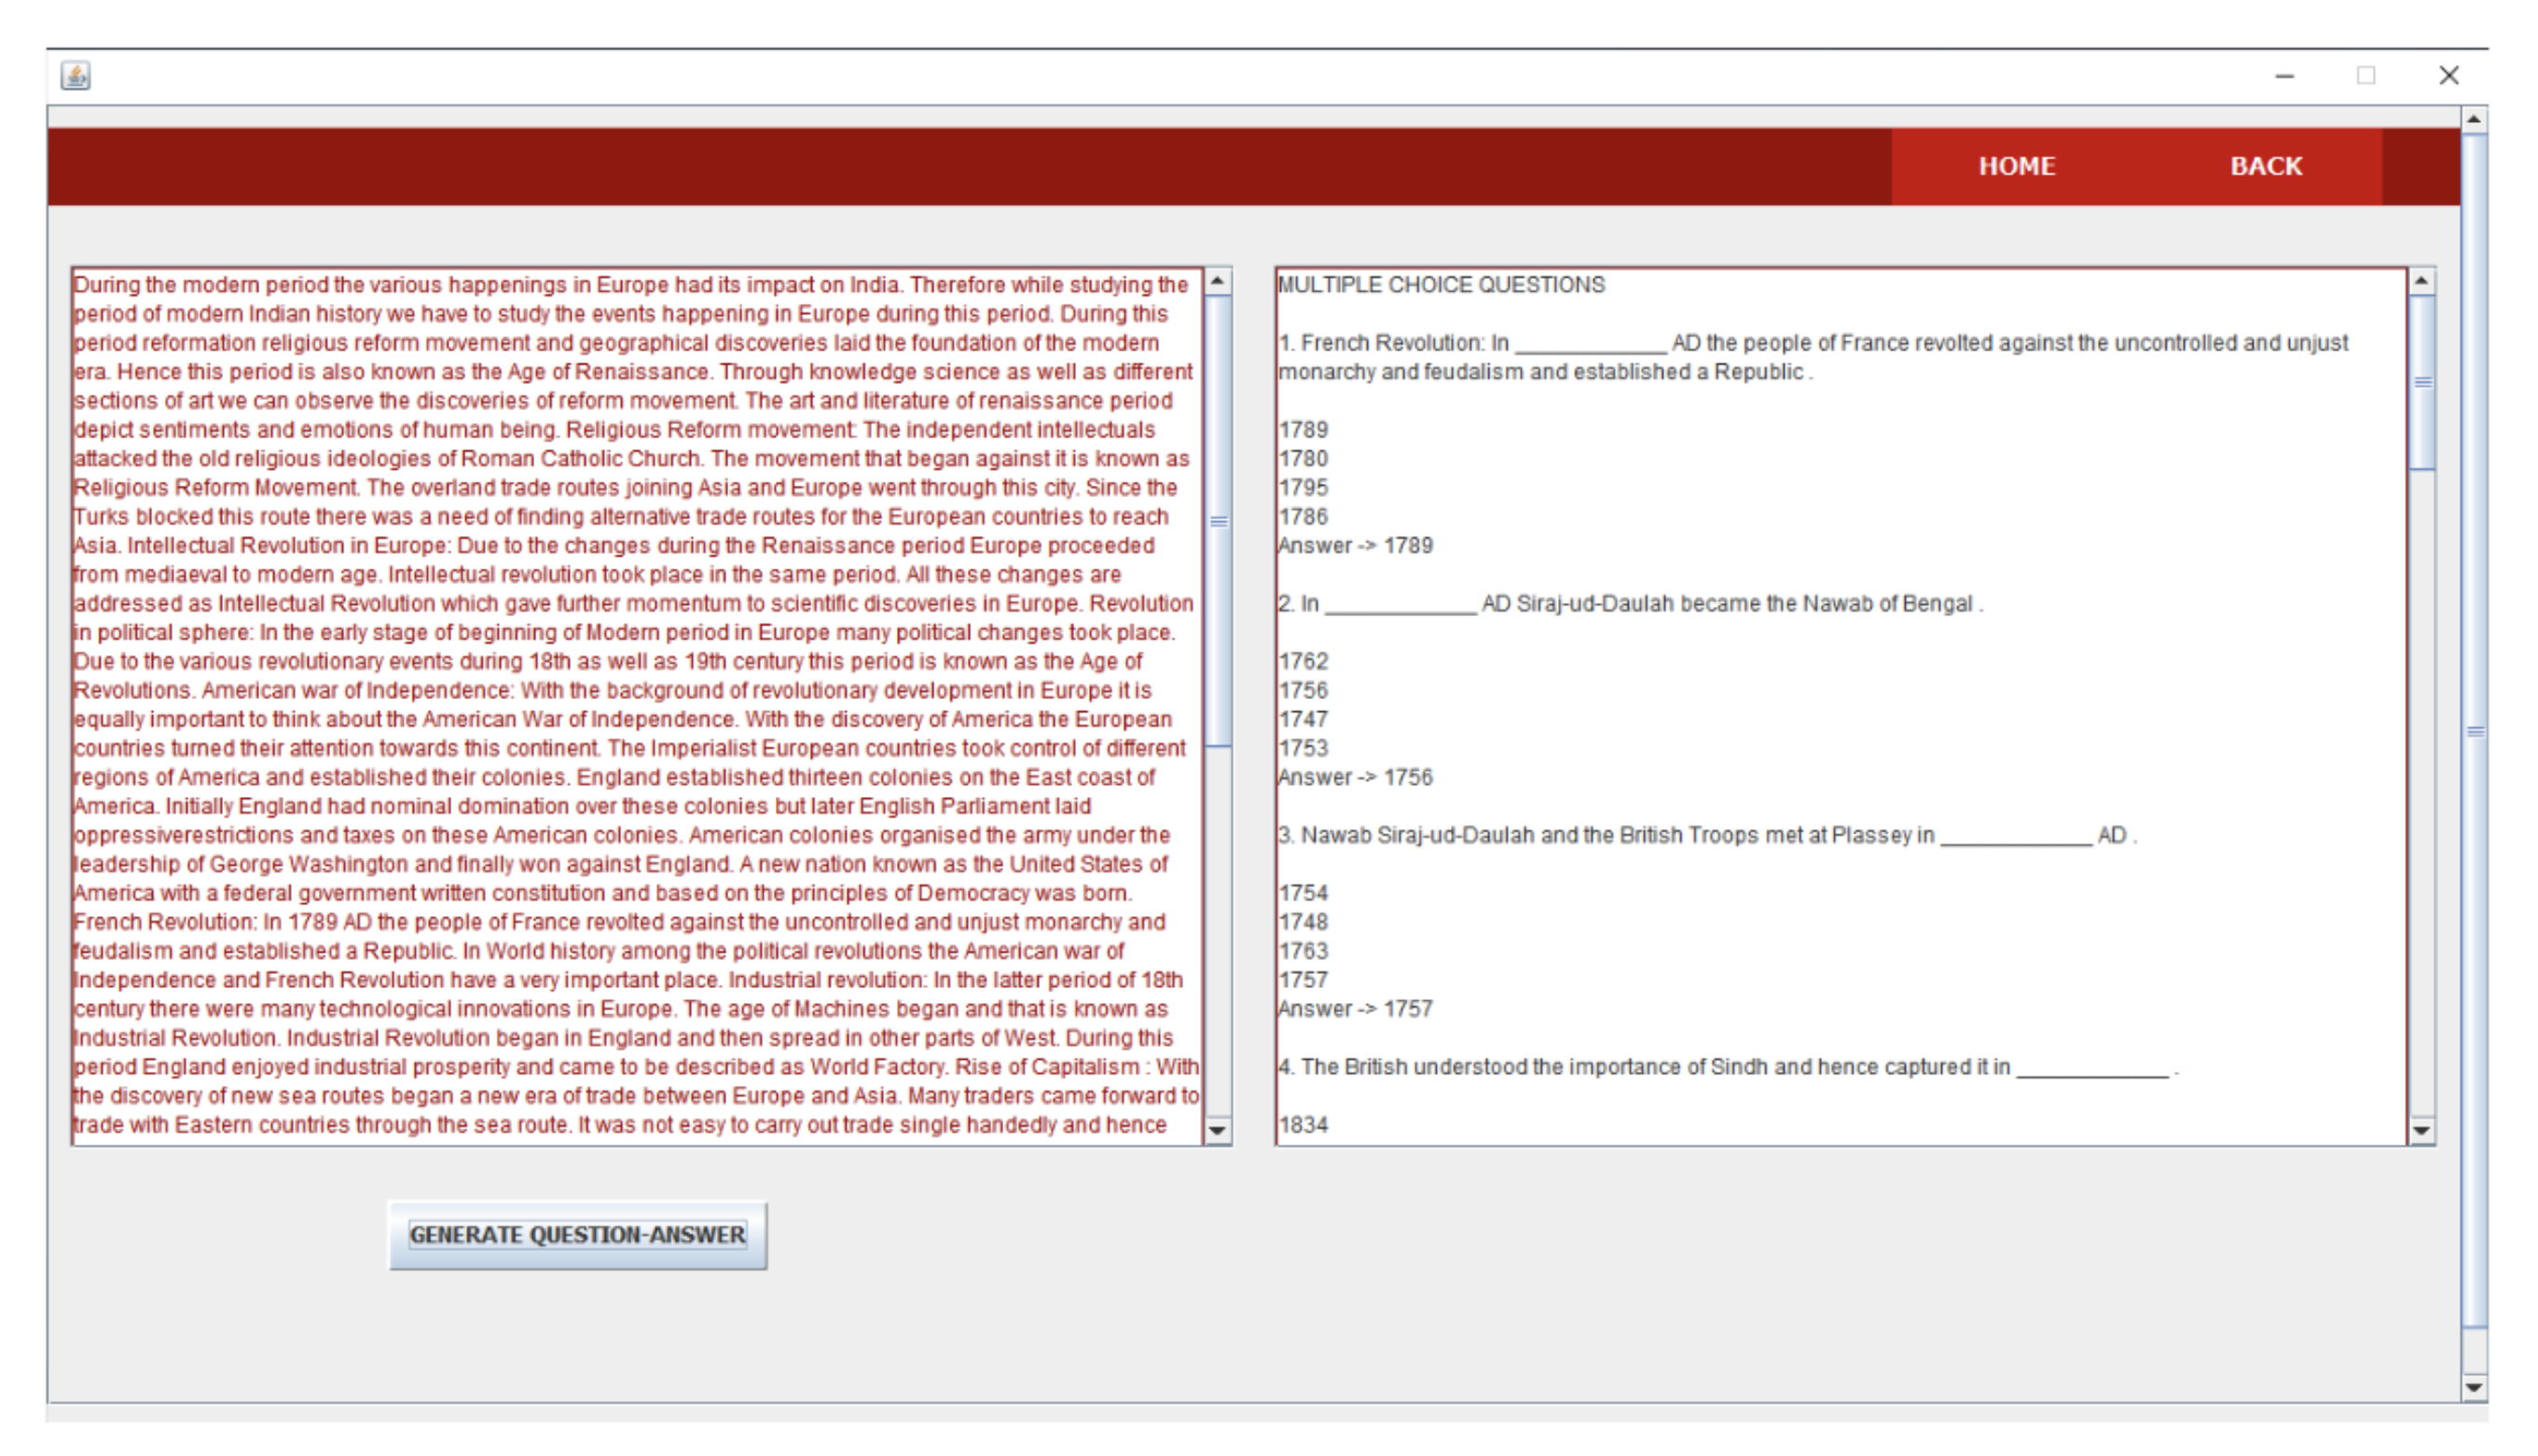 HOME BACK
During the modern period the various happenings in Europe had its impact on India. Therefore while studying the
period of modern Indian history we have to study the events happening in Europe during this period. During this
period reformation religious reform movement and geographical discoveries laid the foundation of the modern
era. Hence this period is also known as the Age of Renaissance. Through knowledge science as well as different
sections of art we can observe the discoveries of reform movement. The art and literature of renaissance period
depict sentiments and emotions of human being. Religious Reform movement: The independent intellectuals
attacked the old religious ideologies of Roman Catholic Church. The movement that began against it is known as
Religious Reform Movement. The overland trade routes joining Asia and Europe went through this city. Since the
Turks blocked this route there was a need of finding alternative trade routes for the European countries to reach
Asia. Intellectual Revolution in Europe: Due to the changes during the Renaissance period Europe proceeded
from mediaeval to modern age. Intellectual revolution took place in the same period. All these changes are
addressed as Intellectual Revolution which gave further momentum to scientific discoveries in Europe. Revolution
in political sphere: In the early stage of beginning of Modern period in Europe many political changes took place.
Due to the various revolutionary events during 18th as well as 19th century this period is known as the Age of
Revolutions. American war of Independence: With the background of revolutionary development in Europe it is
equally important to think about the American War of Independence. With the discovery of America the European
countries turned their attention towards this continent. The Imperialist European countries took control of different
regions of America and established their colonies. England established thirteen colonies on the East coast of
America. Initially England had nominal domination over these colonies but later English Parliament laid
oppressiverestrictions and taxes on these American colonies. American colonies organised the army under the
leadership of George Washington and finally won against England. A new nation known as the United States of
America with a federal government written constitution and based on the principles of Democracy was born.
French Revolution: In 1789 AD the people of France revolted against the uncontrolled and unjust monarchy and
feudalism and established a Republic. In World history among the political revolutions the American war of
Independence and French Revolution have a very important place. Industrial revolution: In the latter period of 18th
century there were many technological innovations in Europe. The age of Machines began and that is known as
Industrial Revolution. Industrial Revolution began in England and then spread in other parts of West. During this
period England enjoyed industrial prosperity and came to be described as World Factory. Rise of Capitalism : With
the discovery of new sea routes began a new era of trade between Europe and Asia. Many traders came forward to
trade with Eastern countries through the sea route. It was not easy to carry out trade single handedly and hence
MULTIPLE CHOICE QUESTIONS
1. French Revolution: In _____________ AD the people of France revolted against the uncontrolled and unjust
monarchy and feudalism and established a Republic .
1789
1780
1795
1786
Answer -> 1789
2. In _____________ AD Siraj-ud-Daulah became the Nawab of Bengal .
1762
1756
1747
1753
Answer -> 1756
3. Nawab Siraj-ud-Daulah and the British Troops met at Plassey in _____________ AD .
1754
1748
1763
1757
Answer -> 1757
4. The British understood the importance of Sindh and hence captured it in _____________ .
1834
GENERATE QUESTION-ANSWER